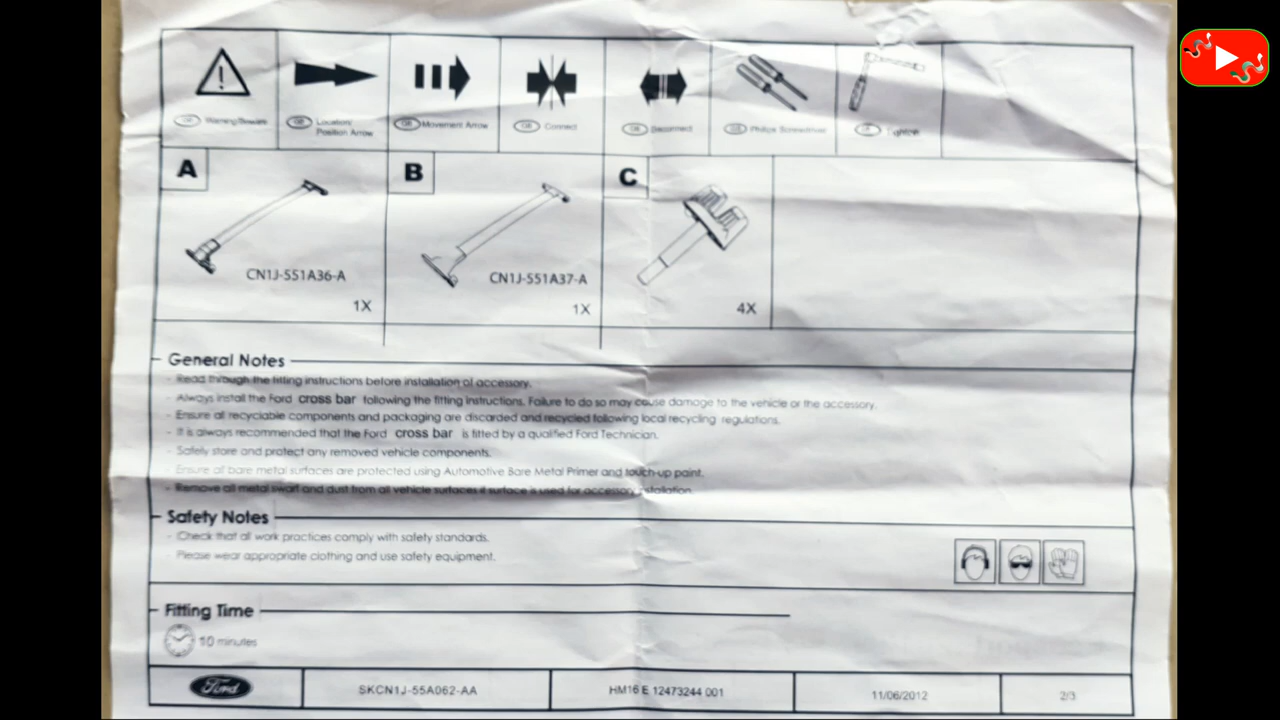 GB Warning/Beware
GB Location/
Position Arrow
GB Movement Arrow
GB Connect
GB Disconnect
GB Philips Screwdriver
GB Tighten
A
CN1J-551A36-A
1X
B
CN1J-551A37-A
1X
C
4X
General Notes
- Read through the fitting instructions before installation of accessory.
- Always install the Ford cross bar following the fitting instructions. Failure to do so may cause damage to the vehicle or the accessory.
- Ensure all recyclable components and packaging are discarded and recycled following local recycling regulations.
- It is always recommended that the Ford cross bar is fitted by a qualified Ford Technician.
- Safely store and protect any removed vehicle components.
- Ensure all bare metal surfaces are protected using Automotive Bare Metal Primer and touch-up paint.
- Remove all metal swarf and dust from all vehicle surfaces if surface is used for accessory installation.
Safety Notes
- Check that all work practices comply with safety standards.
Please wear appropriate clothing and use safety equipment.
Fitting Time
10 minutes
Ford
SKCN1J-55A062-AA
HM16 E 12473244 001
11/06/2012
2/3